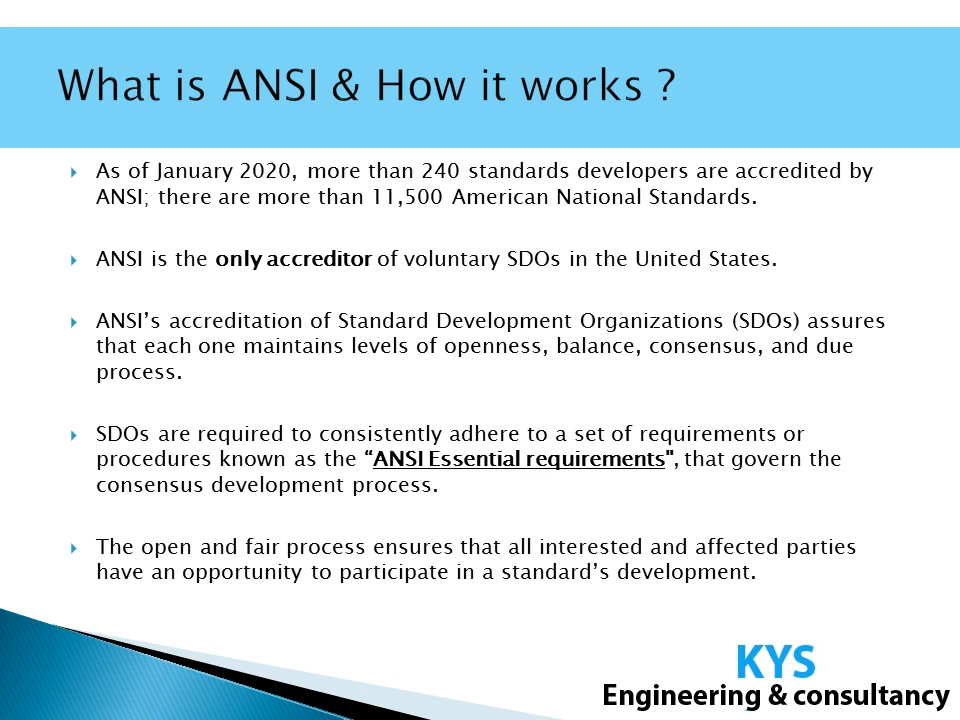 What is ANSI & How it works ?
As of January 2020, more than 240 standards developers are accredited by
ANSI; there are more than 11,500 American National Standards.
ANSI is the only accreditor of voluntary SDOs in the United States.
ANSI’s accreditation of Standard Development Organizations (SDOs) assures
that each one maintains levels of openness, balance, consensus, and due
process.
SDOs are required to consistently adhere to a set of requirements or
procedures known as the “ANSI Essential requirements", that govern the
consensus development process.
The open and fair process ensures that all interested and affected parties
have an opportunity to participate in a standard’s development.
KYS
Engineering & consultancy